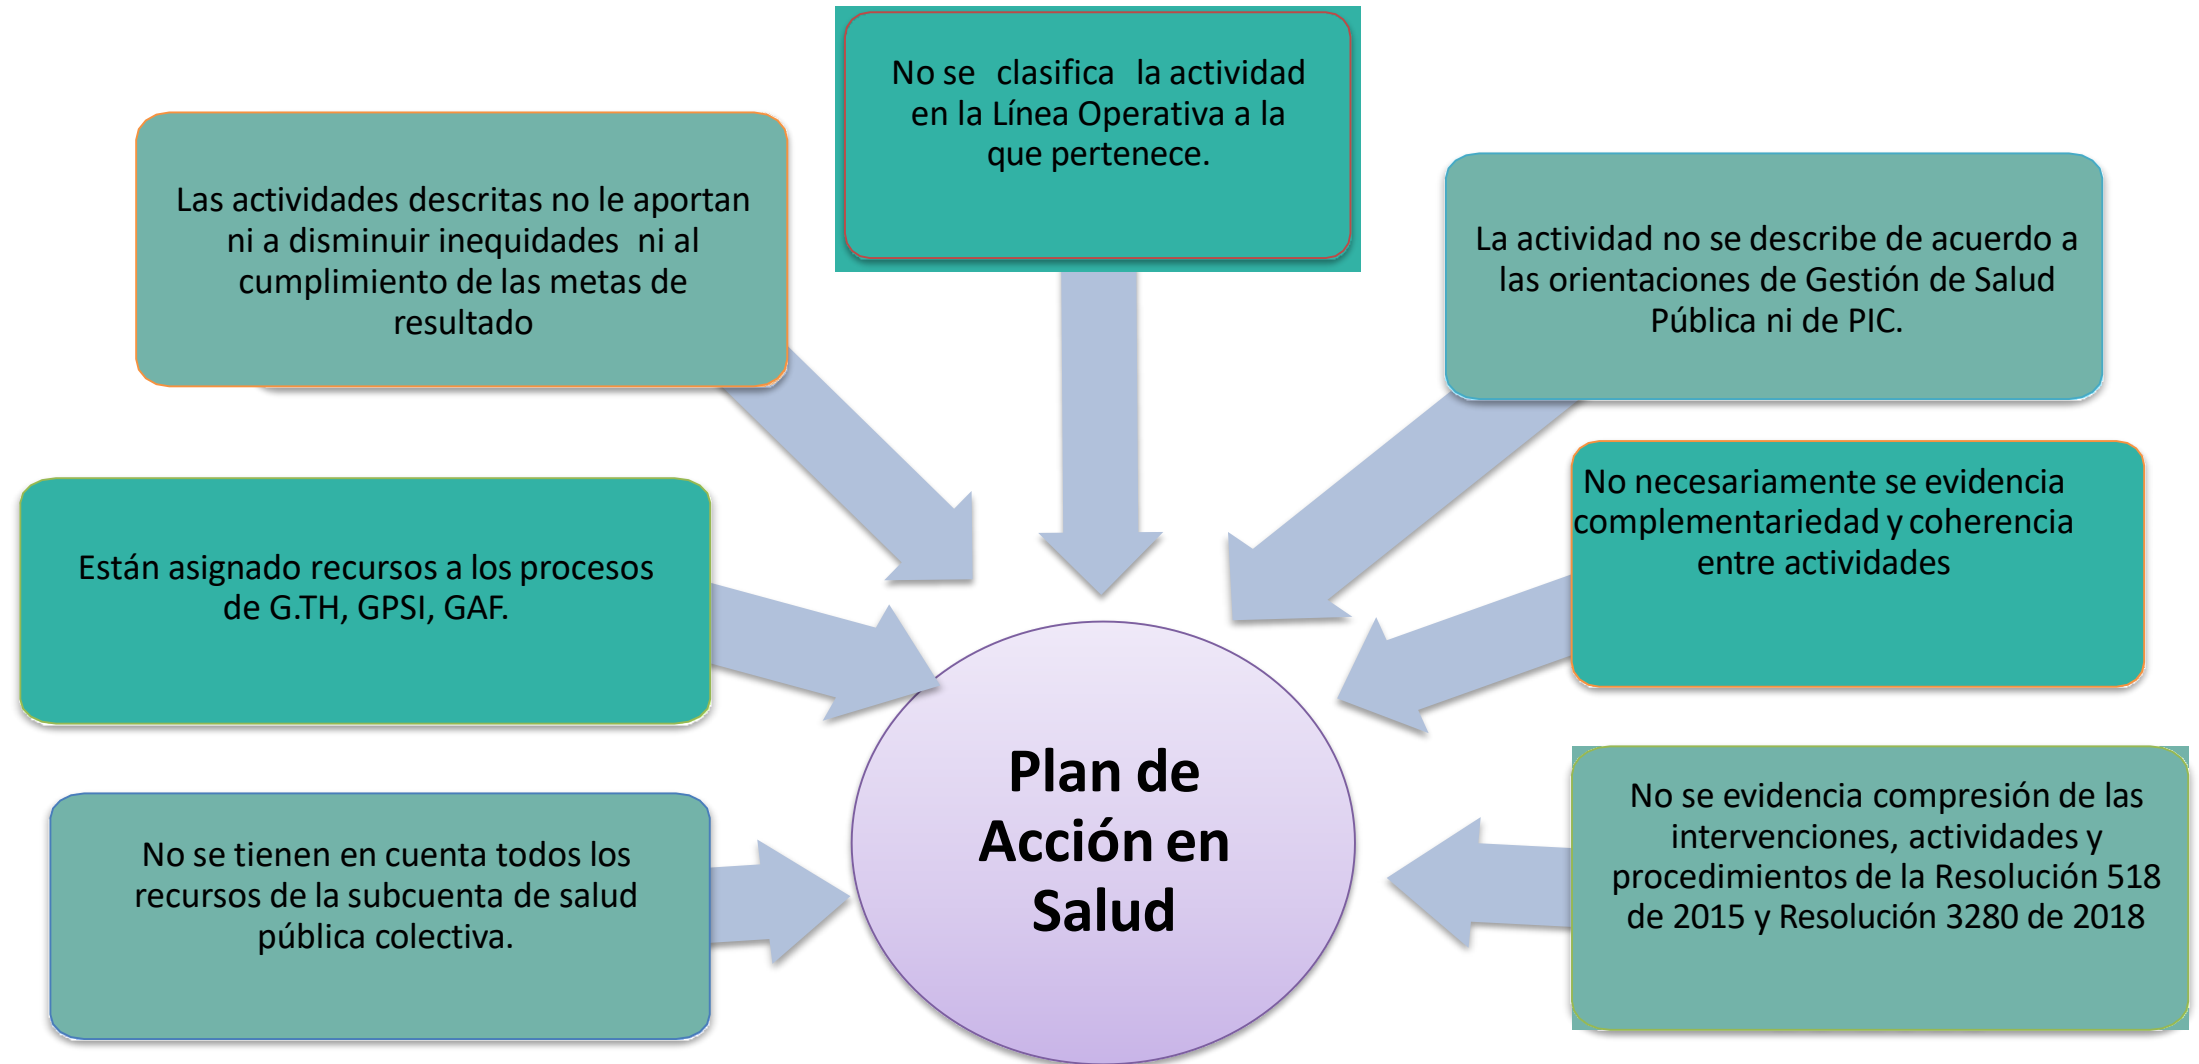 No se clasifica la actividad
en la Línea Operativa a la
que pertenece.
Las actividades descritas no le aportan
ni a disminuir inequidades ni al
cumplimiento de las metas de
resultado
La actividad no se describe de acuerdo a
las orientaciones de Gestión de Salud
Pública ni de PIC.
Están asignado recursos a los procesos
de G.TH, GPSI, GAF.
No necesariamente se evidencia
complementariedad y coherencia
entre actividades
No se tienen en cuenta todos los
recursos de la subcuenta de salud
pública colectiva.
Plan de
Acción en
Salud
No se evidencia compresión de las
intervenciones, actividades y
procedimientos de la Resolución 518
de 2015 y Resolución 3280 de 2018